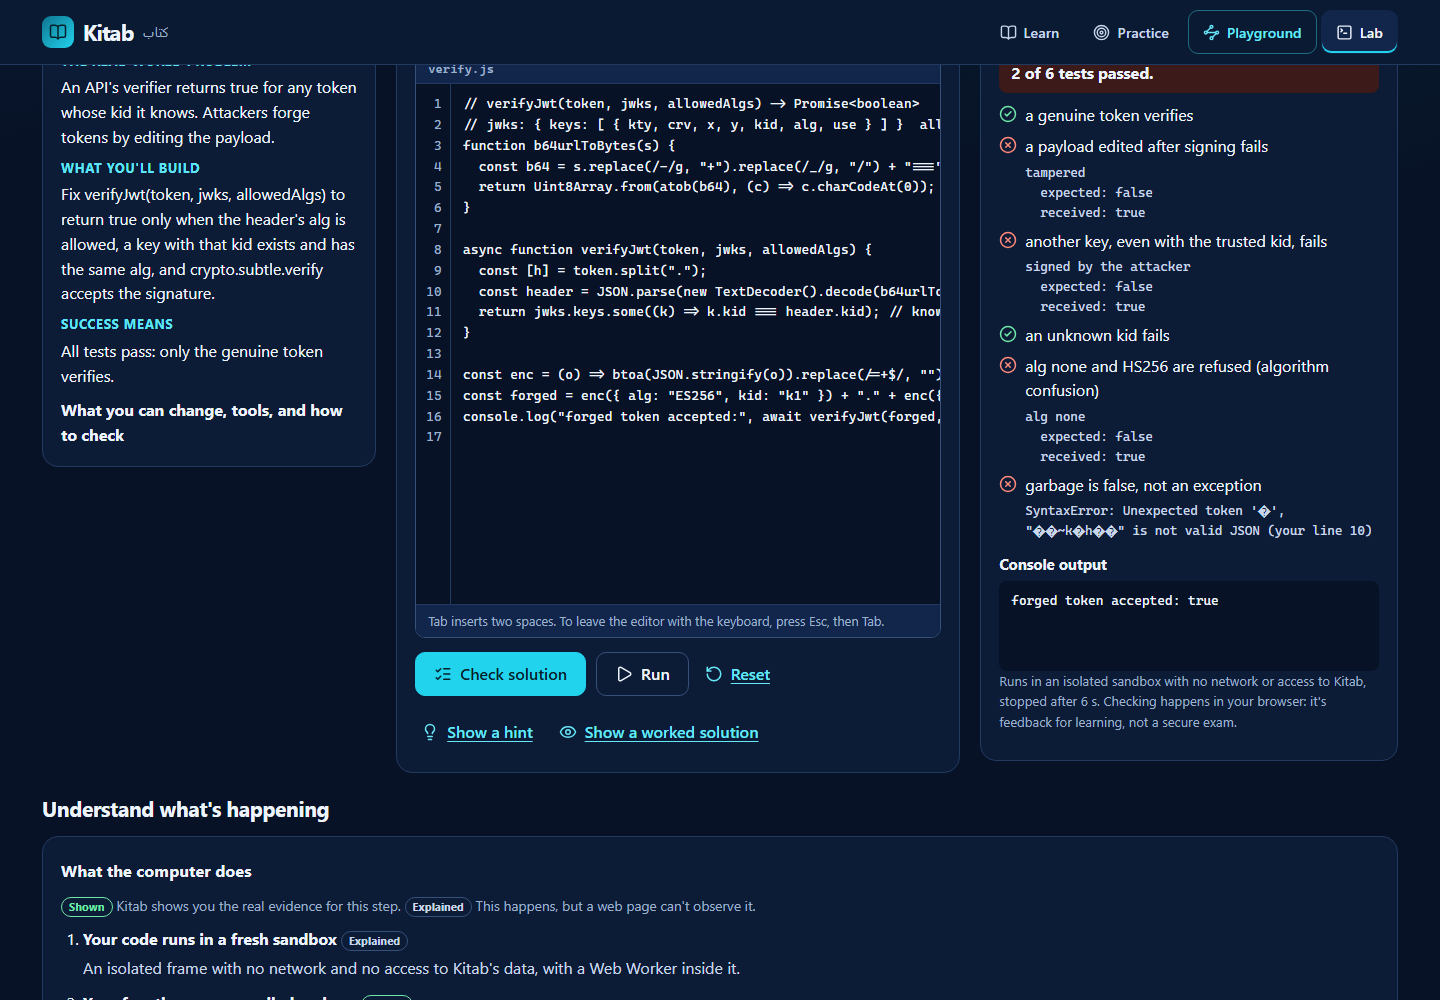 Kitab كتاب
Learn
Practice
Playground
Lab
An API's verifier returns true for any token
whose kid it knows. Attackers forge
tokens by editing the payload.
WHAT YOU'LL BUILD
Fix verifyJwt(token, jwks, allowedAlgs) to
return true only when the header's alg is
allowed, a key with that kid exists and has
the same alg, and crypto.subtle.verify
accepts the signature.
SUCCESS MEANS
All tests pass: only the genuine token
verifies.
What you can change, tools, and how
to check
verify.js
1 // verifyJwt(token, jwks, allowedAlgs) -> Promise<boolean>
2 // jwks: { keys: [ { kty, crv, x, y, kid, alg, use } ] }  all
3 function b64urlToBytes(s) {
4 const b64 = s.replace(/-/g, "+").replace(/_/g, "/") + "==="
5 return Uint8Array.from(atob(b64), (c) => c.charCodeAt(0));
6 }
7
8 async function verifyJwt(token, jwks, allowedAlgs) {
9 const [h] = token.split(".");
10 const header = JSON.parse(new TextDecoder().decode(b64urlTo
11 return jwks.keys.some((k) => k.kid === header.kid); // know
12 }
13
14 const enc = (o) => btoa(JSON.stringify(o)).replace(/=+$/, "")
15 const forged = enc({ alg: "ES256", kid: "k1" }) + "." + enc({
16 console.log("forged token accepted:", await verifyJwt(forged,
17
Tab inserts two spaces. To leave the editor with the keyboard, press Esc, then Tab.
Check solution
Run
Reset
Show a hint
Show a worked solution
2 of 6 tests passed.
a genuine token verifies
a payload edited after signing fails
tampered
expected: false
received: true
another key, even with the trusted kid, fails
signed by the attacker
expected: false
received: true
an unknown kid fails
alg none and HS256 are refused (algorithm
confusion)
alg none
expected: false
received: true
garbage is false, not an exception
SyntaxError: Unexpected token '�',
"��~k�h��" is not valid JSON (your line 10)
Console output
forged token accepted: true
Runs in an isolated sandbox with no network or access to Kitab,
stopped after 6 s. Checking happens in your browser: it's
feedback for learning, not a secure exam.
Understand what's happening
What the computer does
Shown Kitab shows you the real evidence for this step. Explained This happens, but a web page can't observe it.
1. Your code runs in a fresh sandbox Explained
An isolated frame with no network and no access to Kitab's data, with a Web Worker inside it.